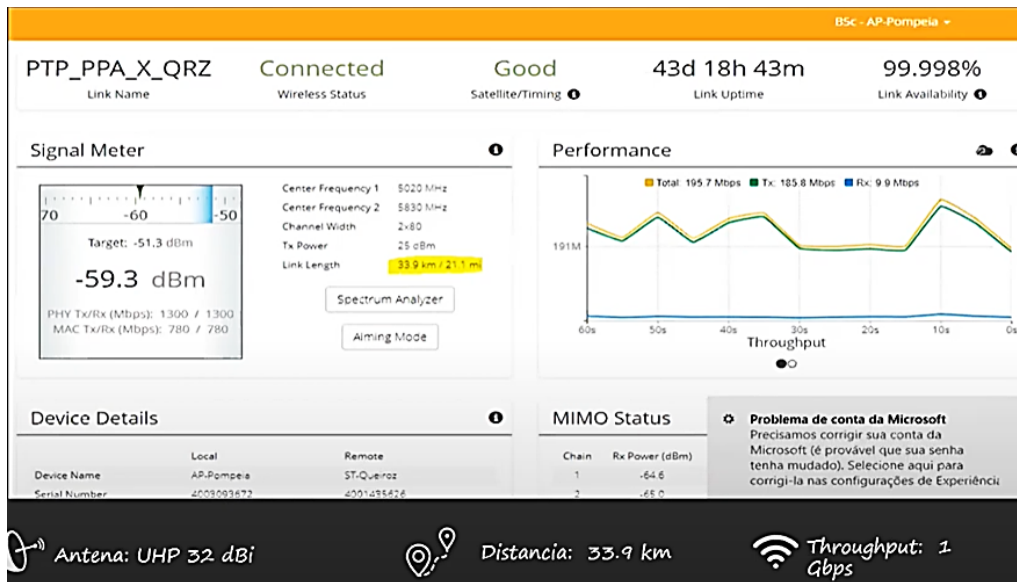 BSc - AP-Pompeia
PTP_PPA_X_QRZ
Link Name
Connected
Wireless Status
Good
Satellite/Timing
43d 18h 43m
Link Uptime
99.998%
Link Availability
Signal Meter
70 -60 -50
Target: -51.3 dBm
-59.3 dBm
PHY Tx/Rx (Mbps): 1300 / 1300
MAC Tx/Rx (Mbps): 780 / 780
Center Frequency 1 5020 MHz
Center Frequency 2 5830 MHz
Channel Width 2x80
Tx Power 25 dBm
Link Length 33.9 km / 21.1 mi
Spectrum Analyzer
Aiming Mode
Performance
Total: 195.7 Mbps Tx: 185.8 Mbps Rx: 9.9 Mbps
191M
60s 50s 40s 30s 20s 10s 0s
Throughput
Device Details
Local Remote
Device Name AP-Pompeia ST-Queiroz
Serial Number 4003093672 4001435626
MIMO Status
Chain Rx Power (dBm)
1 -64.6
2 -65.0
Problema de conta da Microsoft
Precisamos corrigir sua conta da
Microsoft (é provável que sua senha
tenha mudado). Selecione aqui para
corrigi-la nas configurações de Experiência
Antena: UHP 32 dBi
Distancia: 33.9 km
Throughput: 1
Gbps